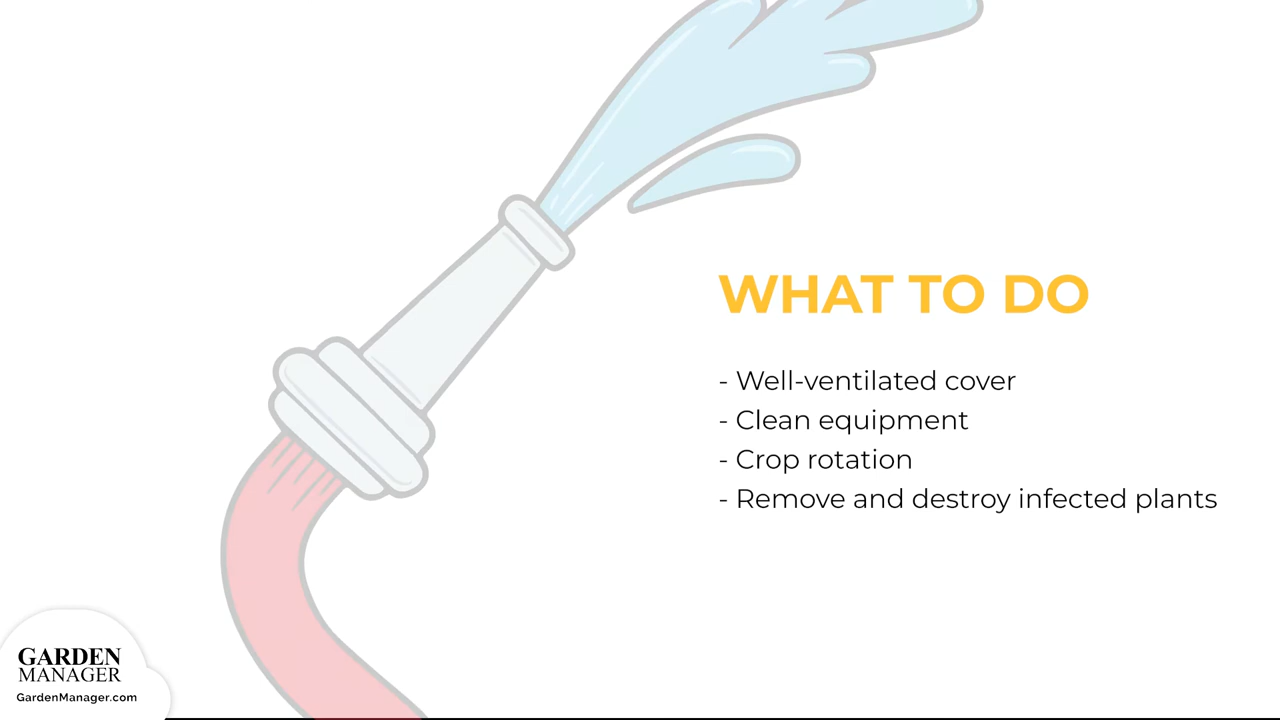 WHAT TO DO
- Well-ventilated cover
- Clean equipment
- Crop rotation
- Remove and destroy infected plants
GARDEN
MANAGER
GardenManager.com